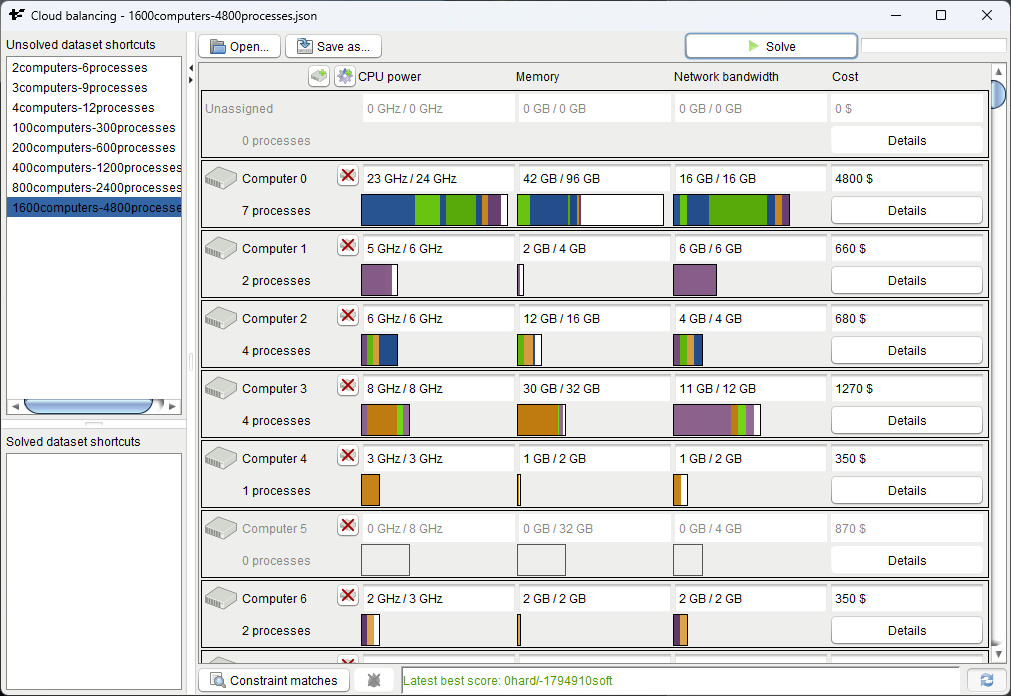 Cloud balancing - 1600computers-4800processes.json
Unsolved dataset shortcuts
2computers-6processes
3computers-9processes
4computers-12processes
100computers-300processes
200computers-600processes
400computers-1200processes
800computers-2400processes
1600computers-4800processe
Solved dataset shortcuts
Open... Save as... Solve
CPU power Memory Network bandwidth Cost
Unassigned 0 GHz / 0 GHz 0 GB / 0 GB 0 GB / 0 GB 0 $
0 processes Details
Computer 0 23 GHz / 24 GHz 42 GB / 96 GB 16 GB / 16 GB 4800 $
7 processes Details
Computer 1 5 GHz / 6 GHz 2 GB / 4 GB 6 GB / 6 GB 660 $
2 processes Details
Computer 2 6 GHz / 6 GHz 12 GB / 16 GB 4 GB / 4 GB 680 $
4 processes Details
Computer 3 8 GHz / 8 GHz 30 GB / 32 GB 11 GB / 12 GB 1270 $
4 processes Details
Computer 4 3 GHz / 3 GHz 1 GB / 2 GB 1 GB / 2 GB 350 $
1 processes Details
Computer 5 0 GHz / 8 GHz 0 GB / 32 GB 0 GB / 4 GB 870 $
0 processes Details
Computer 6 2 GHz / 3 GHz 2 GB / 2 GB 2 GB / 2 GB 350 $
2 processes Details
Constraint matches Latest best score: 0hard/-1794910soft